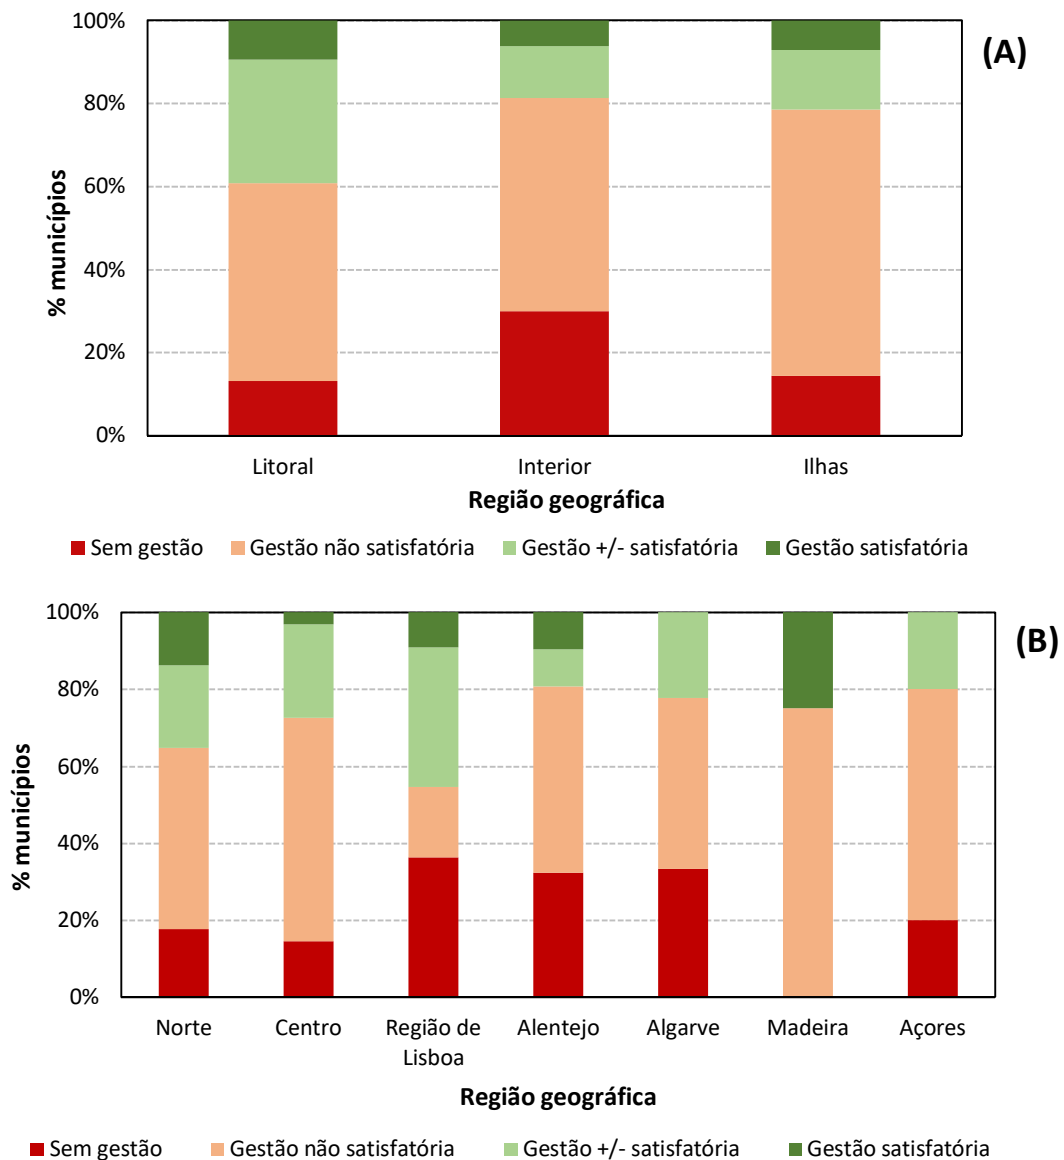 100%
80%
60%
40%
20%
0%
% municípios
(A)
Litoral Interior Ilhas
Região geográfica
Sem gestão Gestão não satisfatória Gestão +/- satisfatória Gestão satisfatória
100%
80%
60%
40%
20%
0%
% municípios
(B)
Norte Centro Região de Alentejo Algarve Madeira Açores
Lisboa
Região geográfica
Sem gestão Gestão não satisfatória Gestão +/- satisfatória Gestão satisfatória